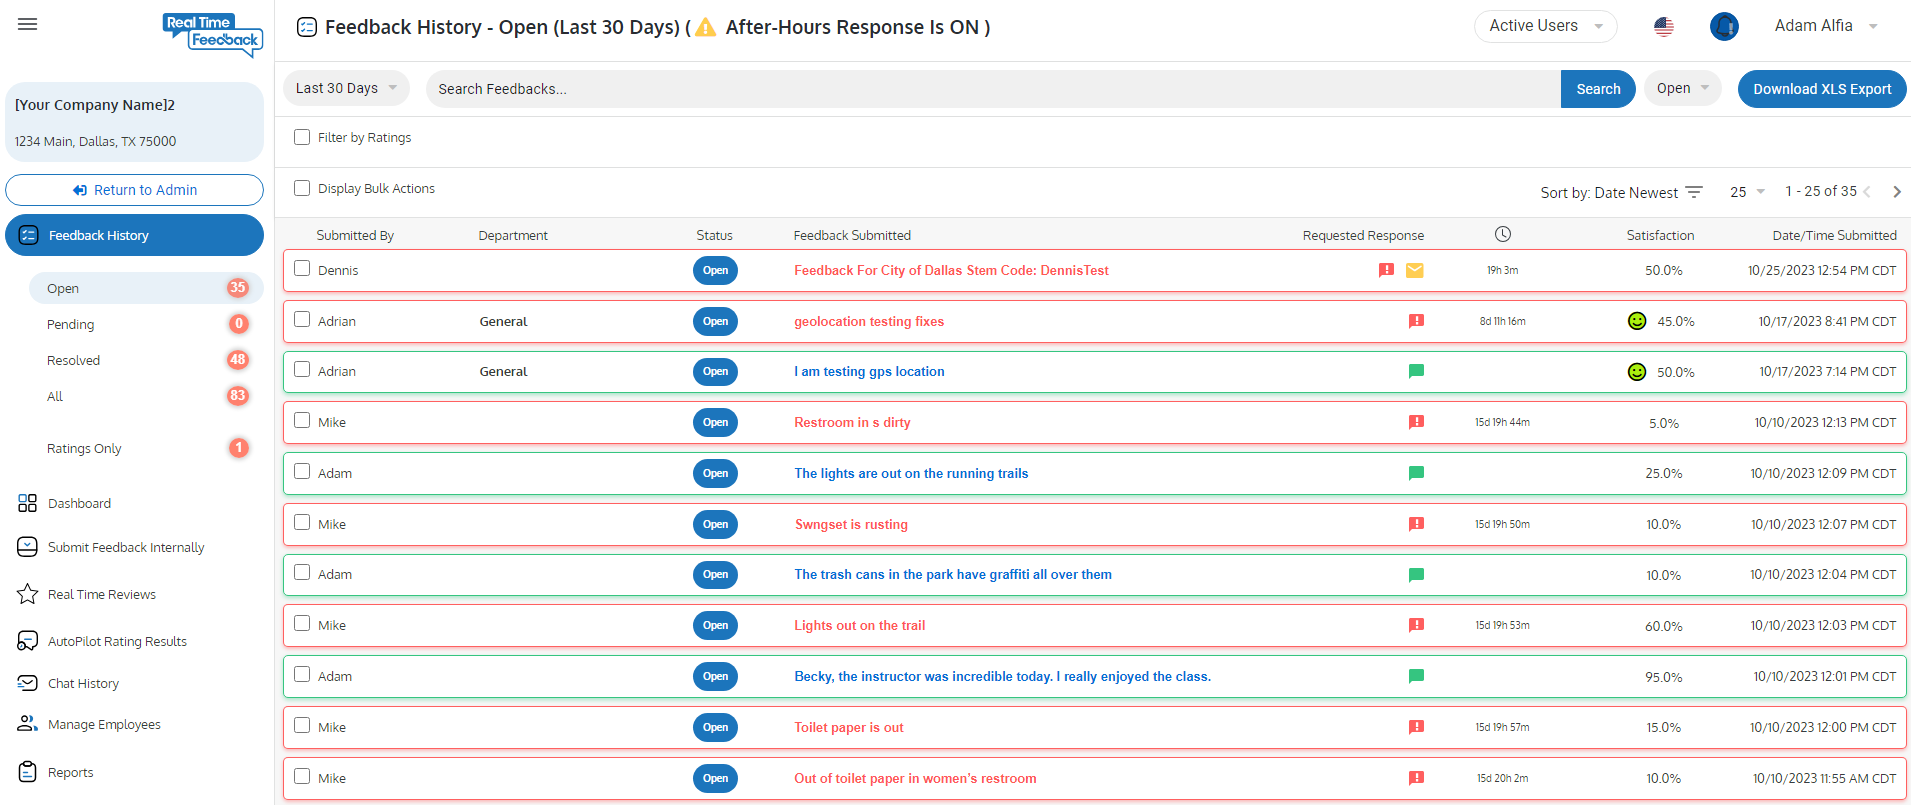 Real Time
Feedback
Feedback History - Open (Last 30 Days) ( After-Hours Response Is ON )
Active Users
Adam Alfia
[Your Company Name]2
1234 Main, Dallas, TX 75000
Return to Admin
Feedback History
Open 35
Pending 0
Resolved 48
All 83
Ratings Only 1
Dashboard
Submit Feedback Internally
Real Time Reviews
AutoPilot Rating Results
Chat History
Manage Employees
Reports
Last 30 Days
Search Feedbacks...
Search
Open
Download XLS Export
Filter by Ratings
Display Bulk Actions
Sort by: Date Newest
25
1 - 25 of 35
Submitted By Department Status Feedback Submitted Requested Response Satisfaction Date/Time Submitted
Dennis Open Feedback For City of Dallas Stem Code: DennisTest 19h 3m 50.0% 10/25/2023 12:54 PM CDT
Adrian General Open geolocation testing fixes 8d 11h 16m 45.0% 10/17/2023 8:41 PM CDT
Adrian General Open I am testing gps location 50.0% 10/17/2023 7:14 PM CDT
Mike Open Restroom in s dirty 15d 19h 44m 5.0% 10/10/2023 12:13 PM CDT
Adam Open The lights are out on the running trails 25.0% 10/10/2023 12:09 PM CDT
Mike Open Swngset is rusting 15d 19h 50m 10.0% 10/10/2023 12:07 PM CDT
Adam Open The trash cans in the park have graffiti all over them 10.0% 10/10/2023 12:04 PM CDT
Mike Open Lights out on the trail 15d 19h 53m 60.0% 10/10/2023 12:03 PM CDT
Adam Open Becky, the instructor was incredible today. I really enjoyed the class. 95.0% 10/10/2023 12:01 PM CDT
Mike Open Toilet paper is out 15d 19h 57m 15.0% 10/10/2023 12:00 PM CDT
Mike Open Out of toilet paper in women’s restroom 15d 20h 2m 10.0% 10/10/2023 11:55 AM CDT